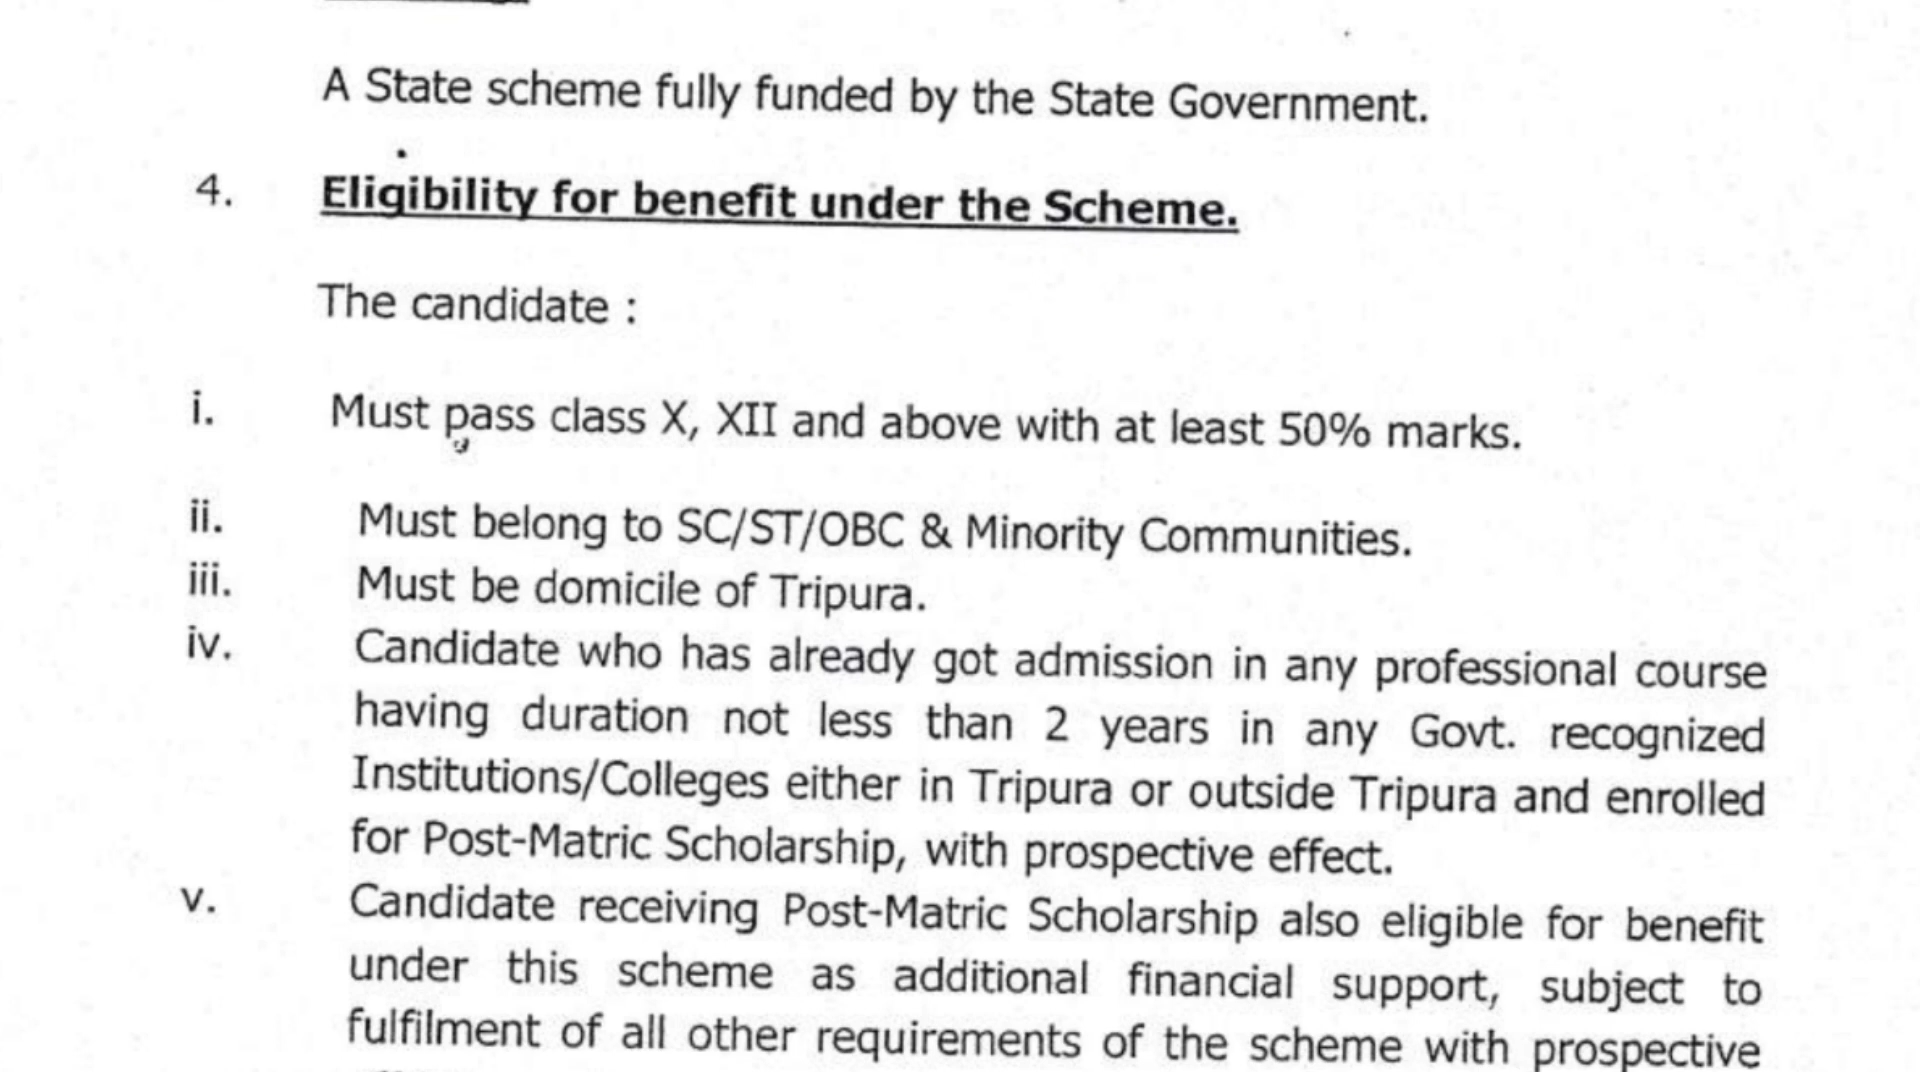 A State scheme fully funded by the State Government.
4. Eligibility for benefit under the Scheme.
The candidate :
i. Must pass class X, XII and above with at least 50% marks.
ii. Must belong to SC/ST/OBC & Minority Communities.
iii. Must be domicile of Tripura.
iv. Candidate who has already got admission in any professional course
having duration not less than 2 years in any Govt. recognized
Institutions/Colleges either in Tripura or outside Tripura and enrolled
for Post-Matric Scholarship, with prospective effect.
v. Candidate receiving Post-Matric Scholarship also eligible for benefit
under this scheme as additional financial support, subject to
fulfilment of all other requirements of the scheme with prospective